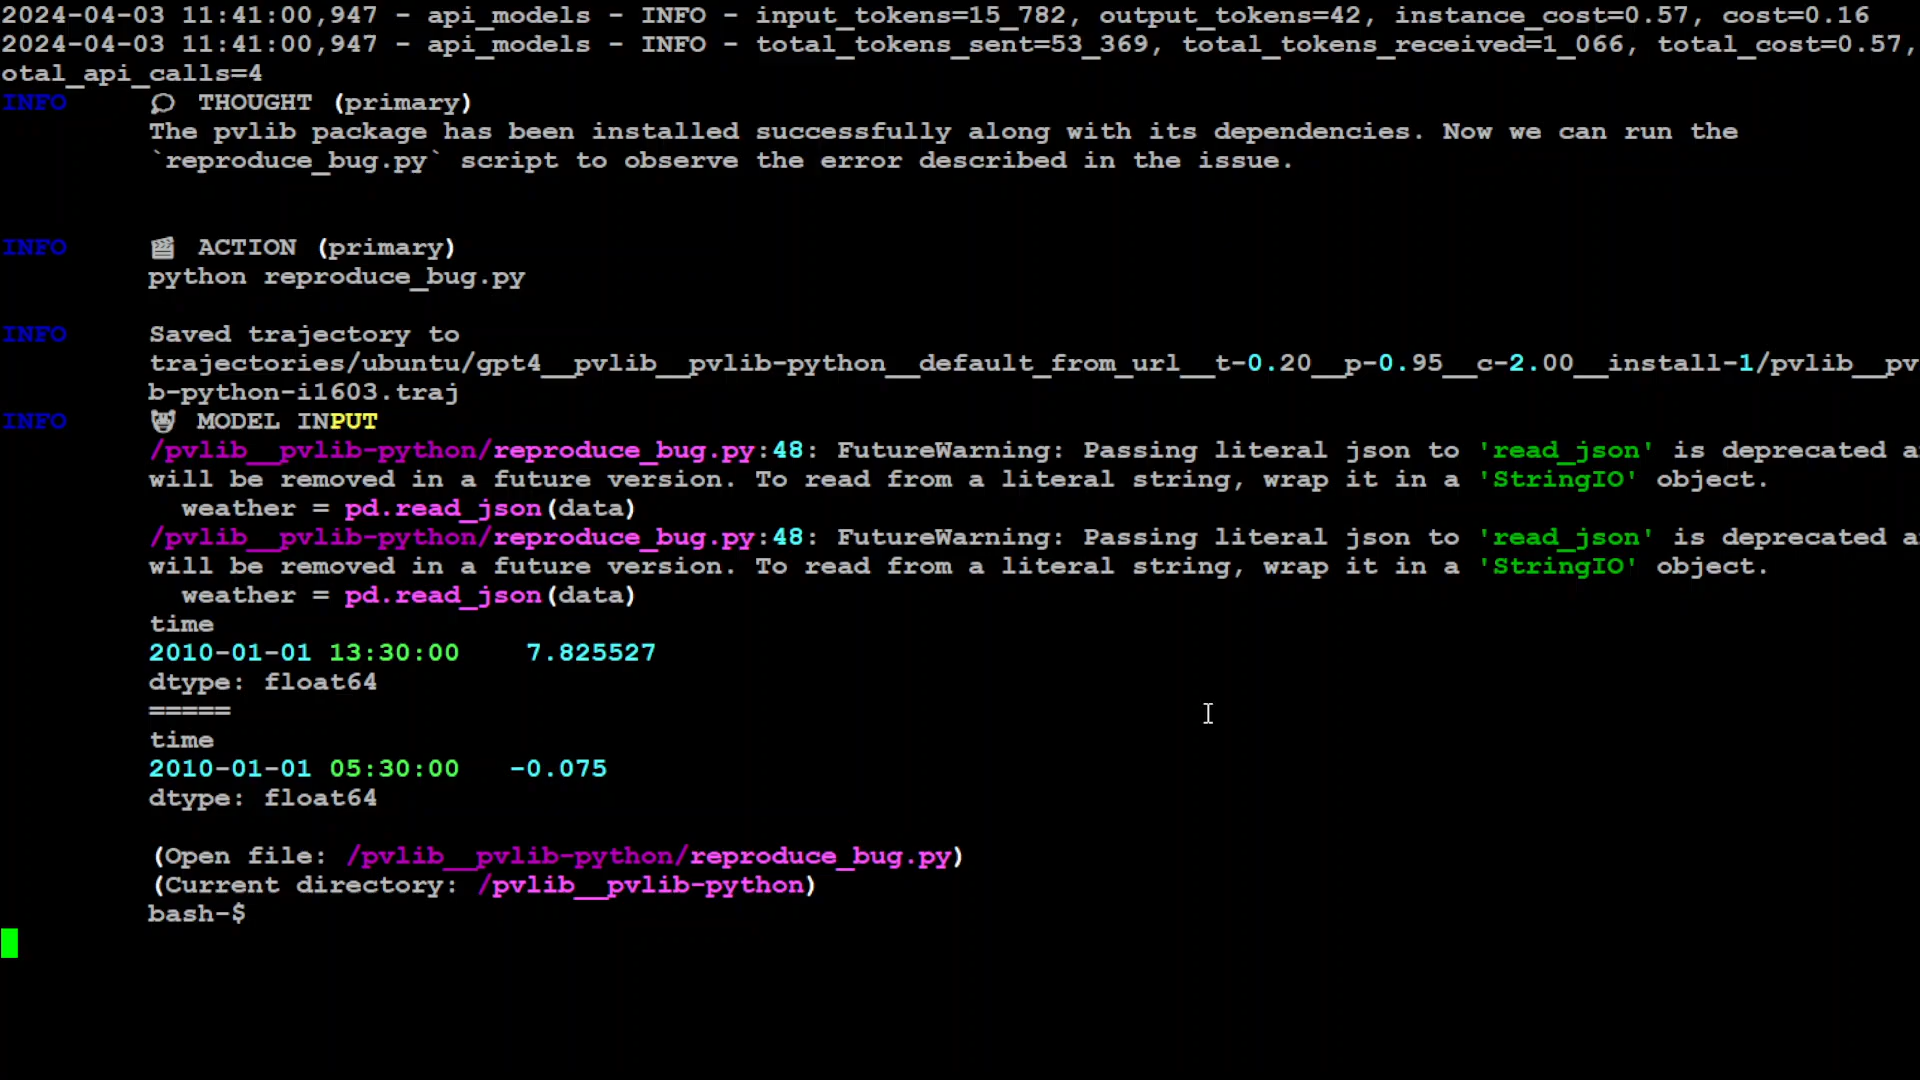 2024-04-03 11:41:00,947 - api_models - INFO - input_tokens=15_782, output_tokens=42, instance_cost=0.57, cost=0.16
2024-04-03 11:41:00,947 - api_models - INFO - total_tokens_sent=53_369, total_tokens_received=1_066, total_cost=0.57,
otal_api_calls=4
INFO THOUGHT (primary)
The pvlib package has been installed successfully along with its dependencies. Now we can run the
`reproduce_bug.py` script to observe the error described in the issue.
INFO ACTION (primary)
python reproduce_bug.py
INFO Saved trajectory to
trajectories/ubuntu/gpt4__pvlib__pvlib-python__default_from_url__t-0.20__p-0.95__c-2.00__install-1/pvlib__pv
b-python-i1603.traj
INFO MODEL INPUT
/pvlib__pvlib-python/reproduce_bug.py:48: FutureWarning: Passing literal json to 'read_json' is deprecated a
will be removed in a future version. To read from a literal string, wrap it in a 'StringIO' object.
weather = pd.read_json(data)
/pvlib__pvlib-python/reproduce_bug.py:48: FutureWarning: Passing literal json to 'read_json' is deprecated a
will be removed in a future version. To read from a literal string, wrap it in a 'StringIO' object.
weather = pd.read_json(data)
time
2010-01-01 13:30:00 7.825527
dtype: float64
=====
time
2010-01-01 05:30:00 -0.075
dtype: float64
(Open file: /pvlib__pvlib-python/reproduce_bug.py)
(Current directory: /pvlib__pvlib-python)
bash-$